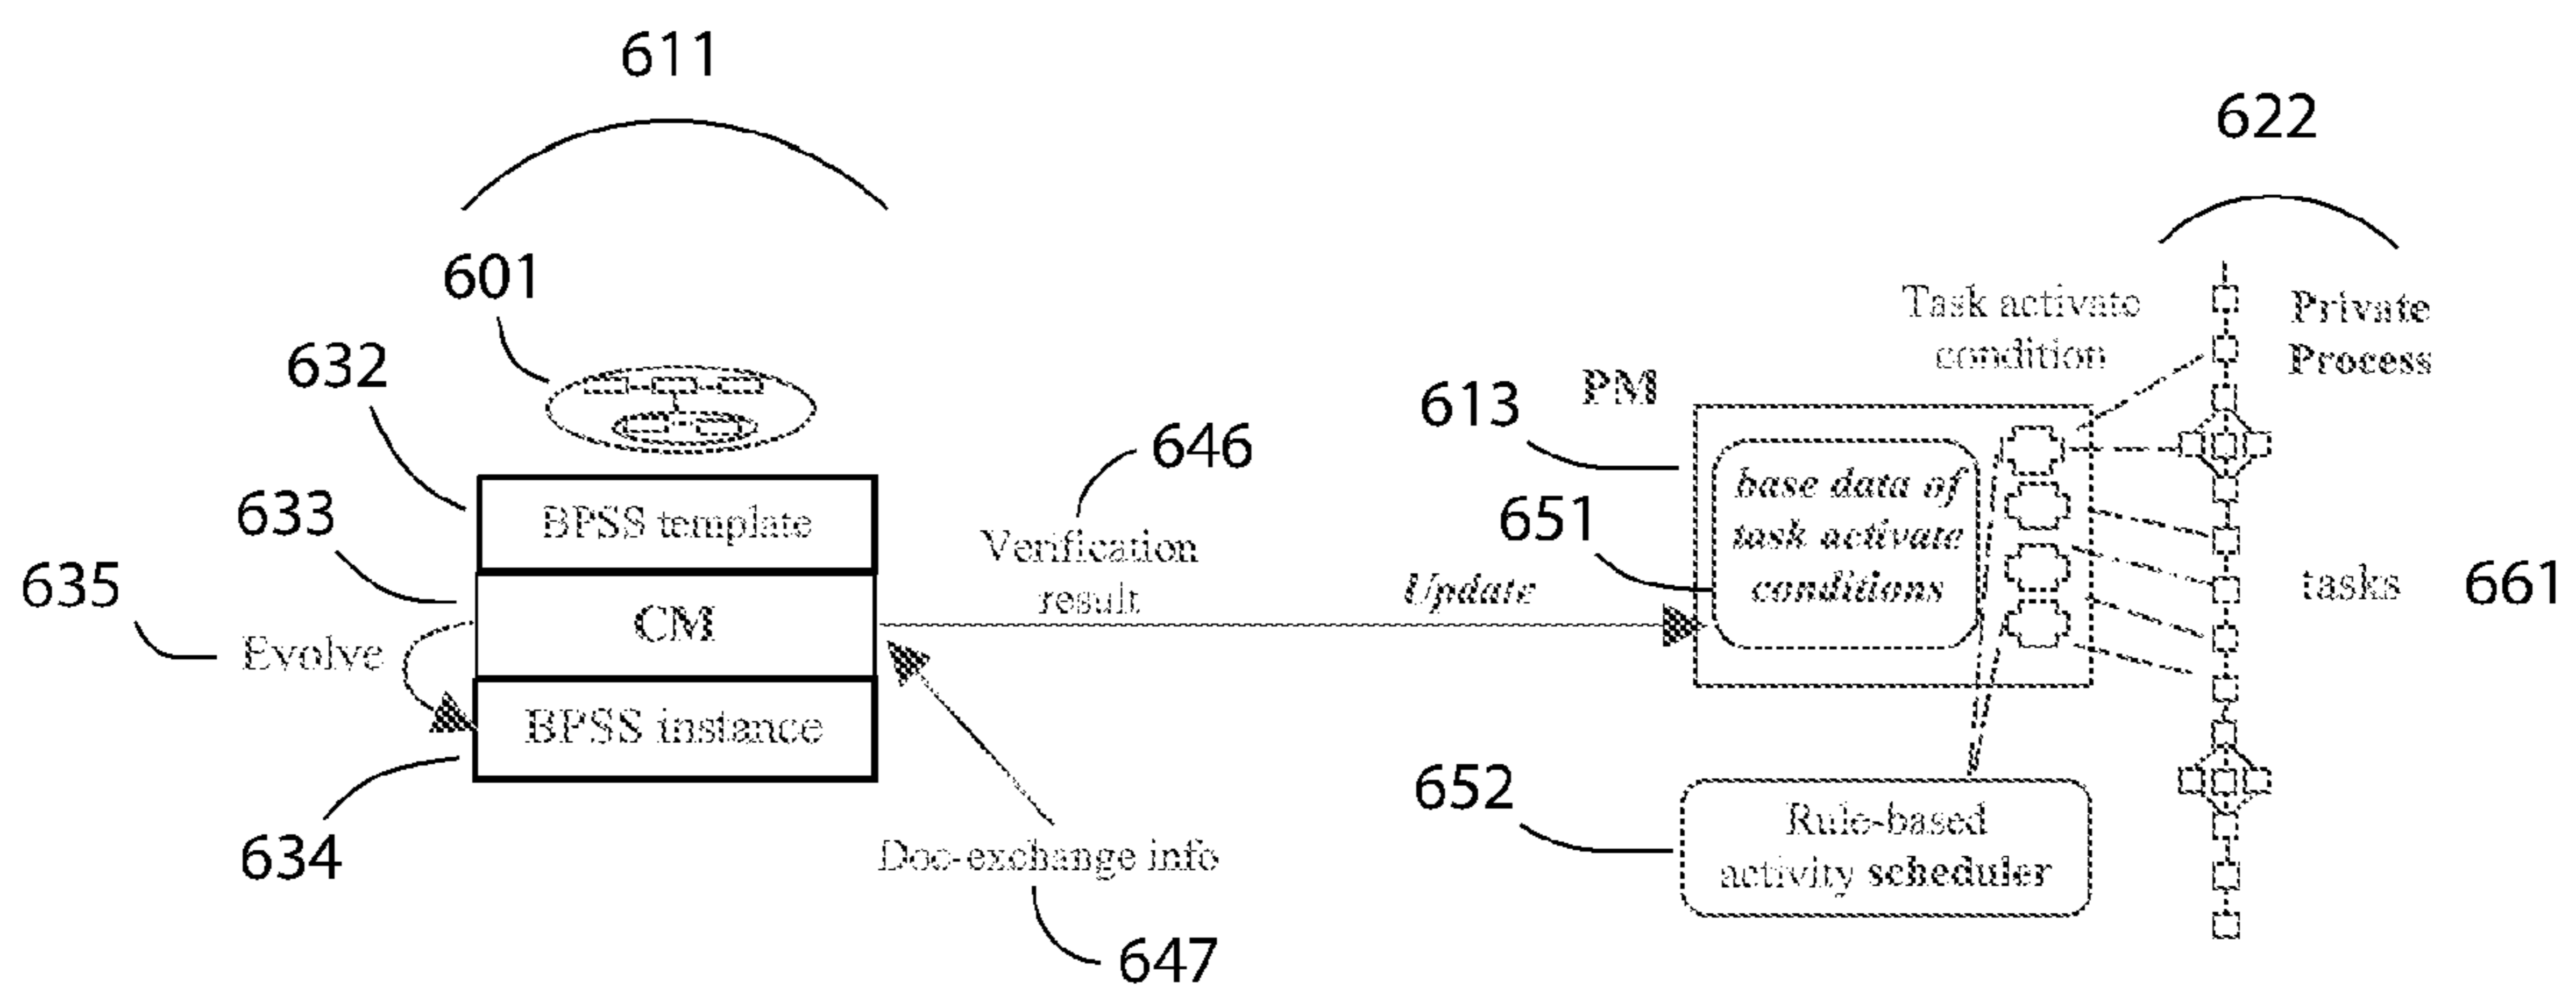 611
622
601
Task activate
condition
Private
Process
632
PM
613
646
633
BPSS template
base data of
task activate
conditions
651
Verification
result
Update
635
Evolve
CM
tasks
661
BPSS instance
634
652
Rule-based
activity scheduler
Doc-exchange info
647